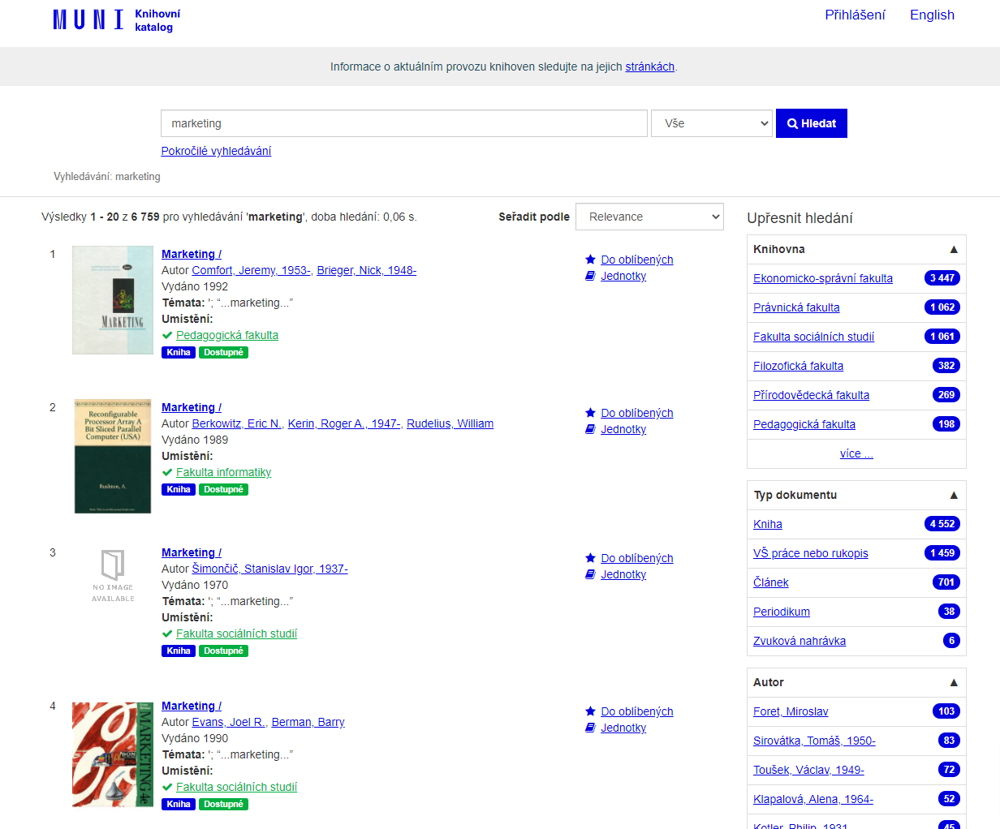 MUNI Knihovní
katalog
Přihlášení English
Informace o aktuálním provozu knihoven sledujte na jejich stránkách.
marketing Vše Hledat
Pokročilé vyhledávání
Vyhledávání: marketing
Výsledky 1 - 20 z 6 759 pro vyhledávání 'marketing', doba hledání: 0,06 s.
Seřadit podle Relevance
1
MARKETING
Marketing /
Autor Comfort, Jeremy, 1953-, Brieger, Nick, 1948-
Vydáno 1992
Témata: '; “...marketing...”
Umístění:
Pedagogická fakulta
Kniha Dostupné
Do oblíbených
Jednotky
2
Reconfigurable
Processor Array A
Bit Sliced Parallel
Computer (USA)
Rushton, A.
Marketing /
Autor Berkowitz, Eric N., Kerin, Roger A., 1947-, Rudelius, William
Vydáno 1989
Umístění:
Fakulta informatiky
Kniha Dostupné
Do oblíbených
Jednotky
3
NO IMAGE
AVAILABLE
Marketing /
Autor Šimončič, Stanislav Igor, 1937-
Vydáno 1970
Témata: '; “...marketing...”
Umístění:
Fakulta sociálních studií
Kniha Dostupné
Do oblíbených
Jednotky
4
MARKETING 4e
Marketing /
Autor Evans, Joel R., Berman, Barry
Vydáno 1990
Témata: '; “...marketing...”
Umístění:
Fakulta sociálních studií
Kniha Dostupné
Do oblíbených
Jednotky
Upřesnit hledání
Knihovna ▲
Ekonomicko-správní fakulta 3 447
Právnická fakulta 1 062
Fakulta sociálních studií 1 061
Filozofická fakulta 382
Přírodovědecká fakulta 269
Pedagogická fakulta 198
více ...
Typ dokumentu ▲
Kniha 4 552
VŠ práce nebo rukopis 1 459
Článek 701
Periodikum 38
Zvuková nahrávka 6
Autor ▲
Foret, Miroslav 103
Sirovátka, Tomáš, 1950- 83
Toušek, Václav, 1949- 72
Klapalová, Alena, 1964- 52
Kotler, Philip, 1931 45